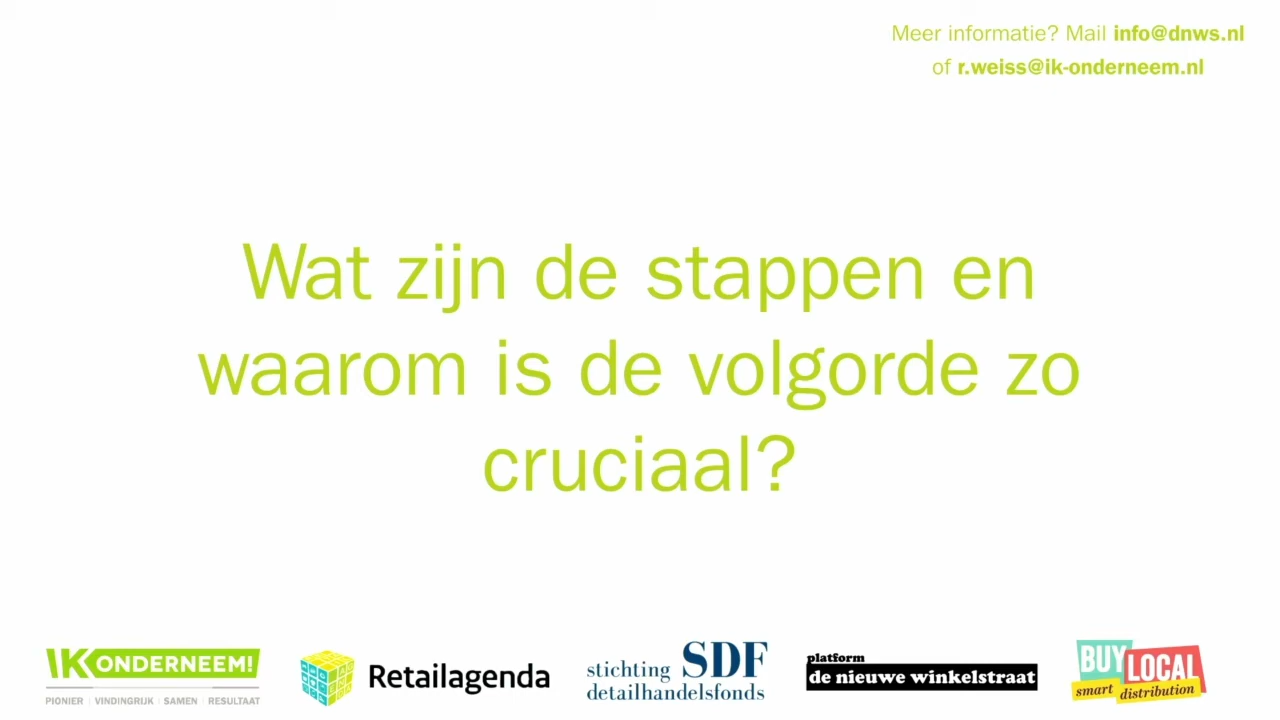 Meer informatie? Mail info@dnws.nl
of r.weiss@ik-onderneem.nl
Wat zijn de stappen en
waarom is de volgorde zo
cruciaal?
IK ONDERNEEM!
PIONIER | VINDINGRIJK | SAMEN | RESULTAAT
Retailagenda
stichting SDF
detailhandelsfonds
platform
de nieuwe winkelstraat
BUY LOCAL
smart distribution